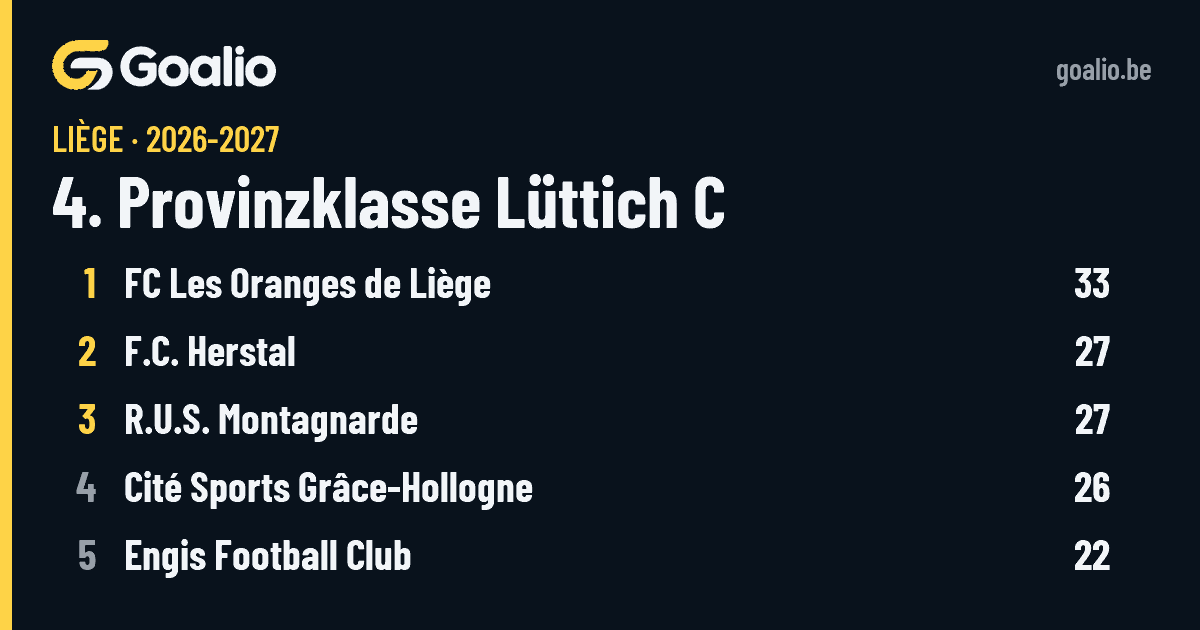 Goalio
goalio.be
LIÈGE · 2026-2027
4. Provinzklasse Lüttich C
1 FC Les Oranges de Liège 33
2 F.C. Herstal 27
3 R.U.S. Montagnarde 27
4 Cité Sports Grâce-Hollogne 26
5 Engis Football Club 22